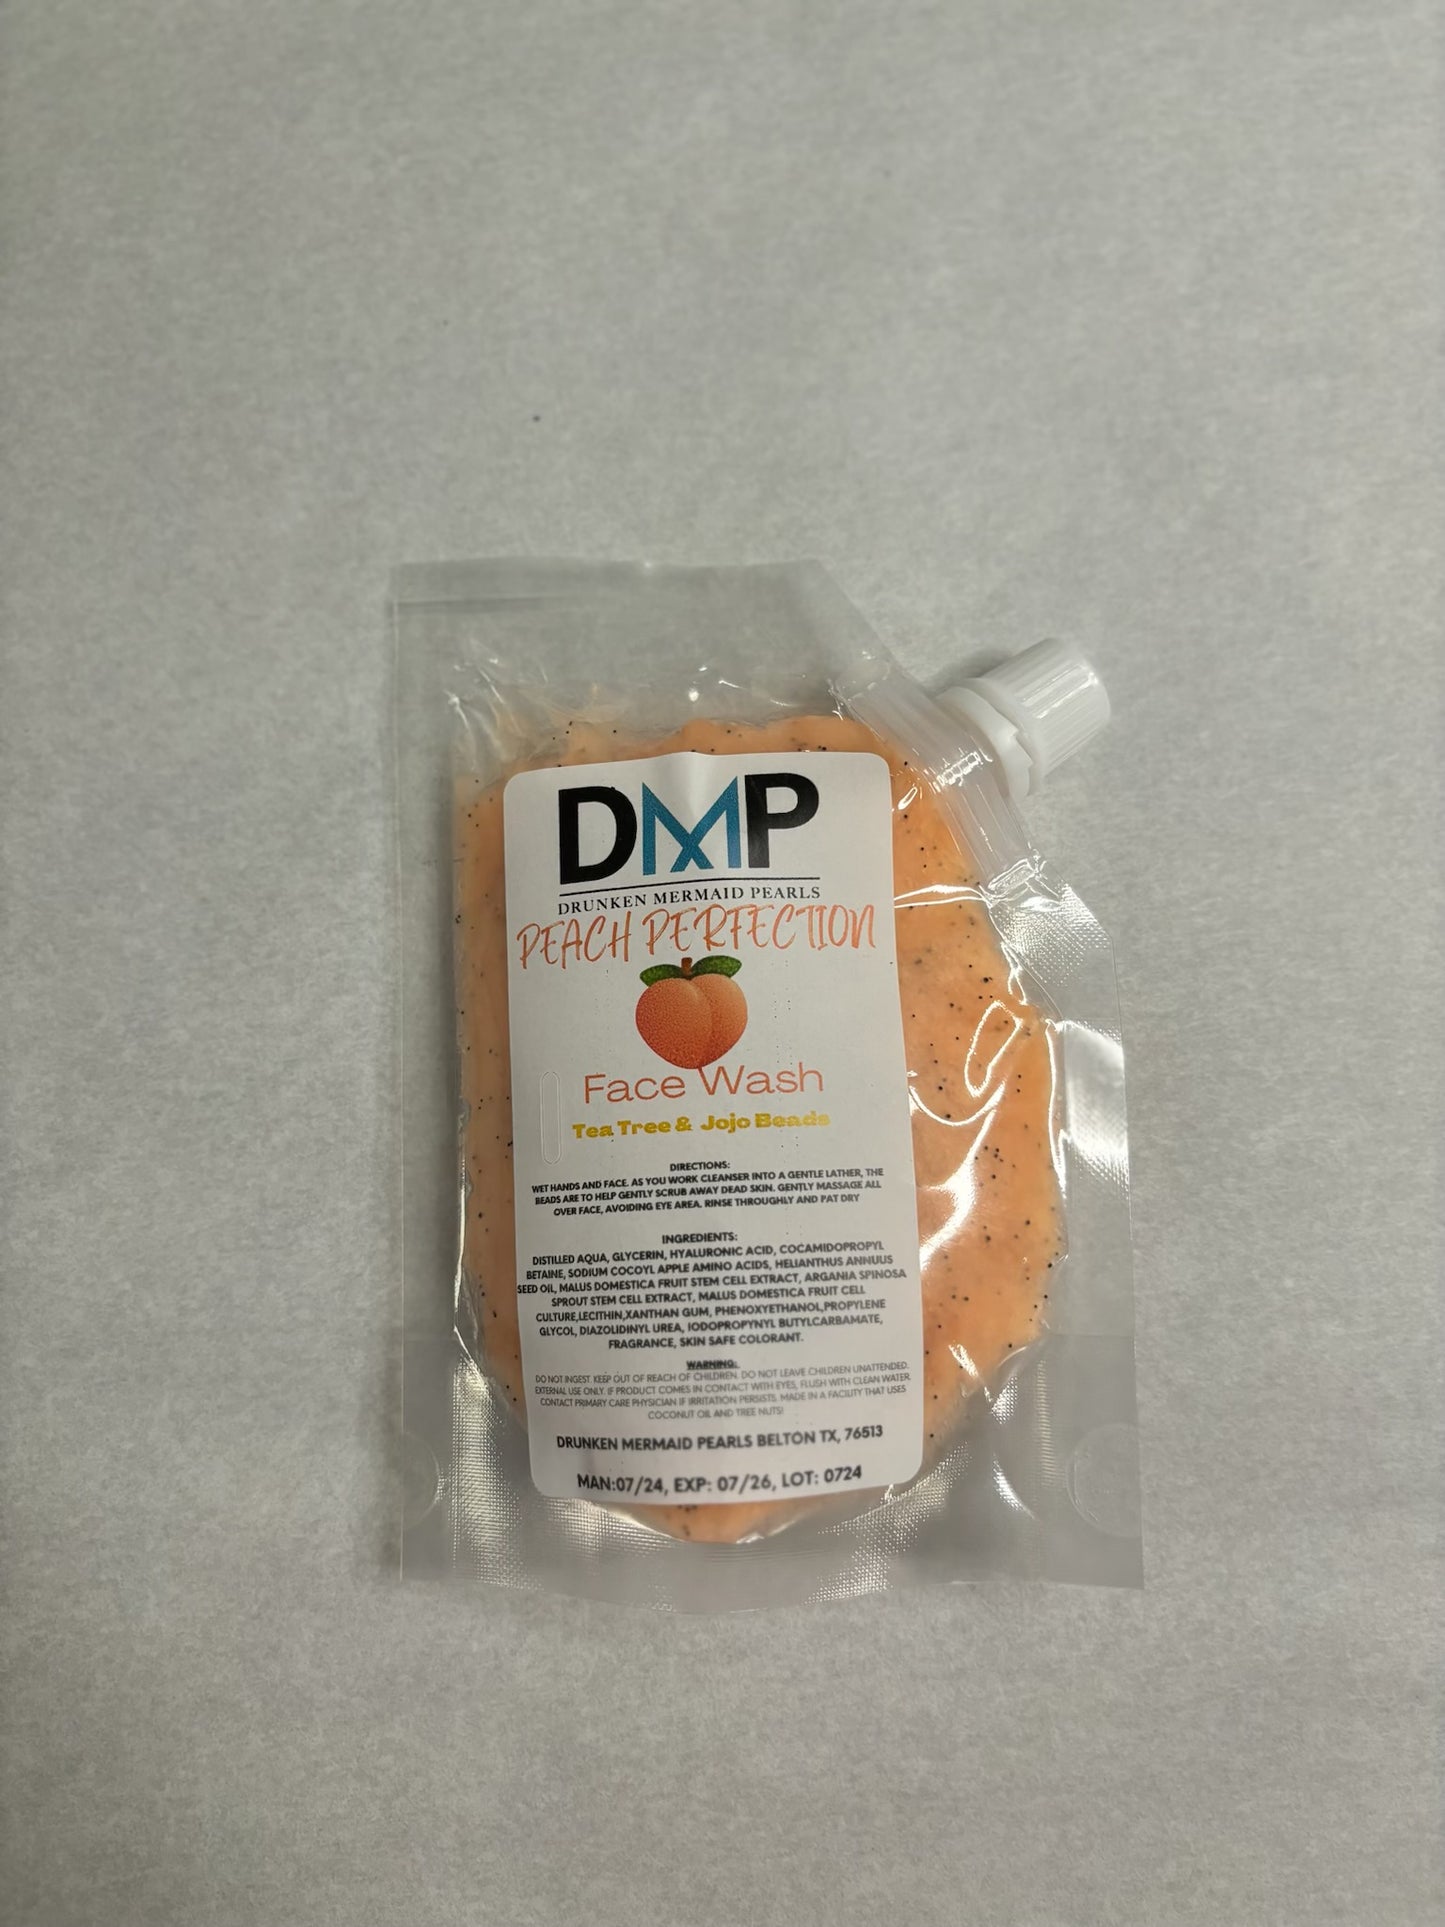 DMP
DRUNKEN MERMAID PEARLS
PEACH PERFECTION
Face Wash
Tea Tree & Jojo Beads
DIRECTIONS:
WET HANDS AND FACE. AS YOU WORK CLEANSER INTO A GENTLE LATHER, THE
BEADS ARE TO HELP GENTLY SCRUB AWAY DEAD SKIN. GENTLY MASSAGE ALL
OVER FACE, AVOIDING EYE AREA. RINSE THROUGHLY AND PAT DRY
INGREDIENTS:
DISTILLED AQUA, GLYCERIN, HYALURONIC ACID, COCAMIDOPROPYL
BETAINE, SODIUM COCOYL APPLE AMINO ACIDS, HELIANTHUS ANNUUS
SEED OIL, MALUS DOMESTICA FRUIT STEM CELL EXTRACT, ARGANIA SPINOSA
SPROUT STEM CELL EXTRACT, MALUS DOMESTICA FRUIT CELL
CULTURE,LECITHIN,XANTHAN GUM, PHENOXYETHANOL,PROPYLENE
GLYCOL, DIAZOLIDINYL UREA, IODOPROPYNYL BUTYLCARBAMATE,
FRAGRANCE, SKIN SAFE COLORANT.
WARNING:
DO NOT INGEST. KEEP OUT OF REACH OF CHILDREN. DO NOT LEAVE CHILDREN UNATTENDED.
EXTERNAL USE ONLY. IF PRODUCT COMES IN CONTACT WITH EYES, FLUSH WITH CLEAN WATER.
CONTACT PRIMARY CARE PHYSICIAN IF IRRITATION PERSISTS. MADE IN A FACILITY THAT USES
COCONUT OIL AND TREE NUTS!
DRUNKEN MERMAID PEARLS BELTON TX, 76513
MAN:07/24, EXP: 07/26, LOT: 0724